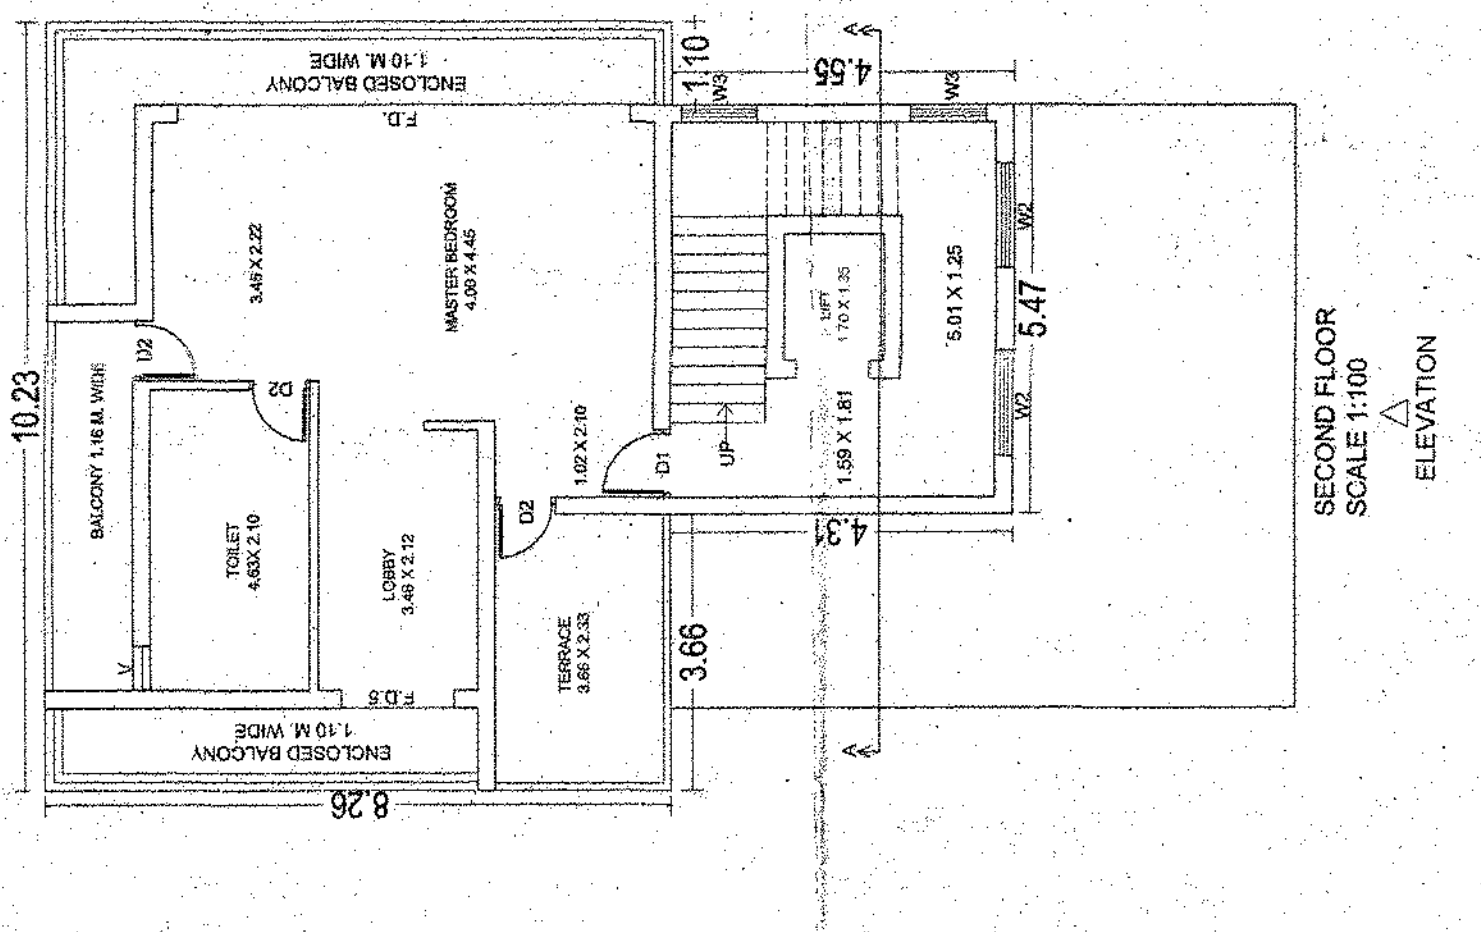 ENCLOSED BALCONY
1.10 M. WIDE
1.10
4.55
A
W3
W3
F.D.
10.23
3.46 X 2.22
MASTER BEDROOM
4.00 X 4.45
W2
5.47
LIFT
1.70 X 1.35
5.01 X 1.25
D2
D2
BALCONY 1.16 M. WIDE
1.02 X 2.10
D1
UP
1.59 X 1.81
W2
TOILET
4.63X 2.10
LOBBY
3.46 X 2.12
D2
4.31
TERRACE
3.66 X 2.33
3.66
V
F.D.5
ENCLOSED BALCONY
1.10 M. WIDE
A
8.26
SECOND FLOOR
SCALE 1:100
ELEVATION